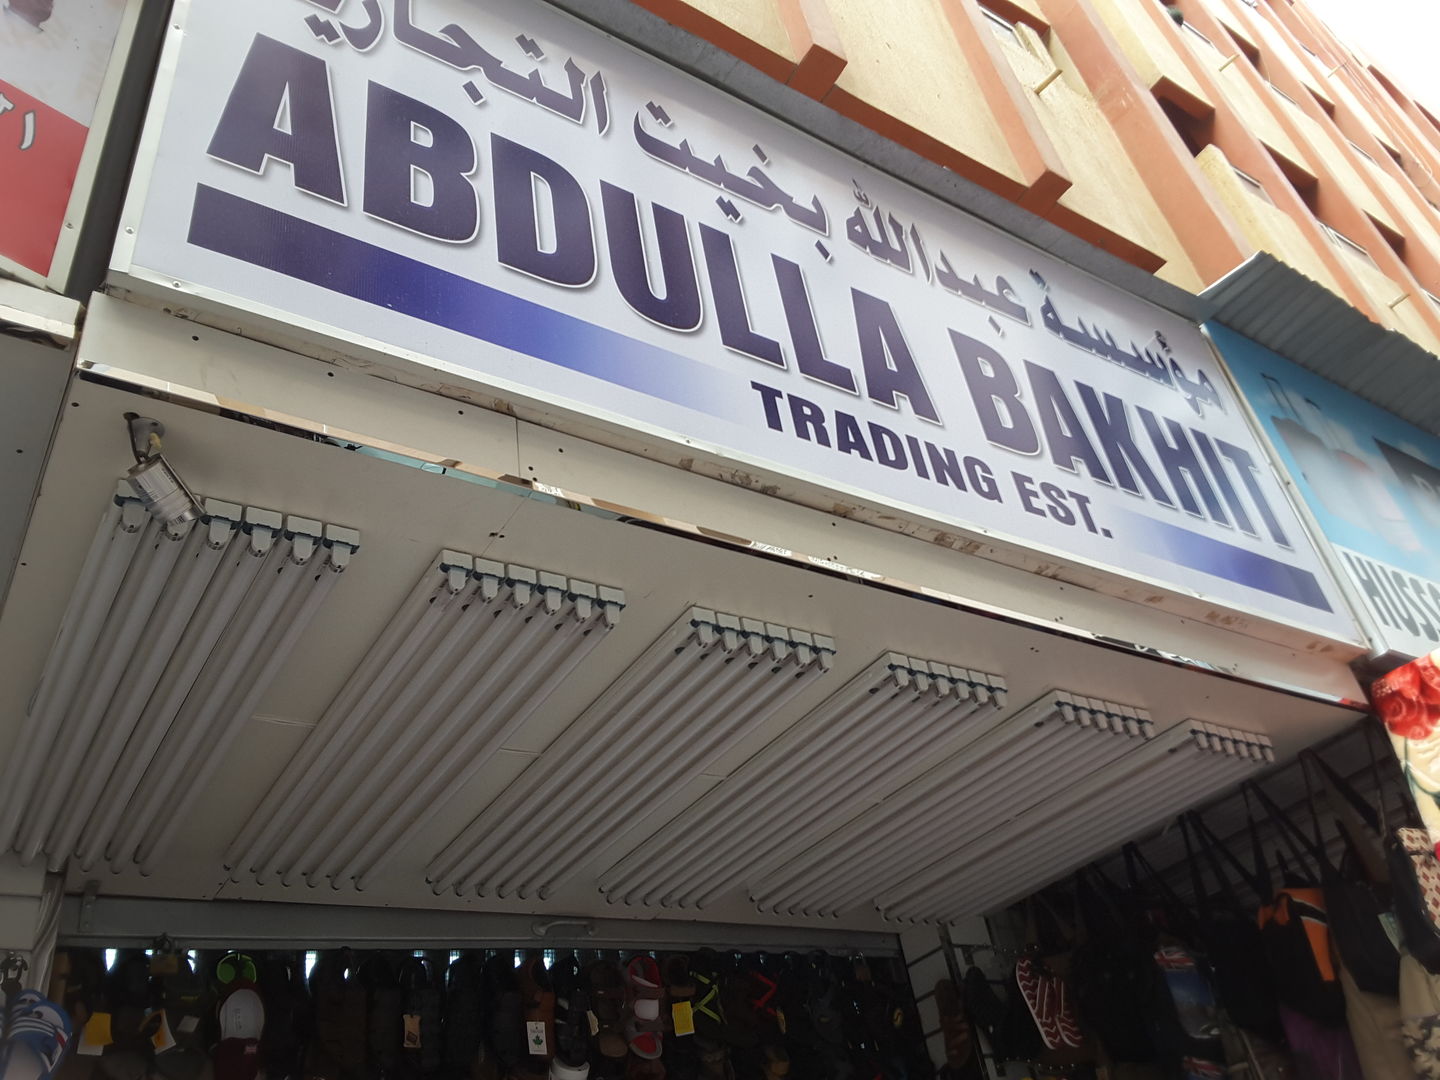 مؤسسة عبدالله بخيت التجارية
ABDULLA BAKHIT
TRADING EST.